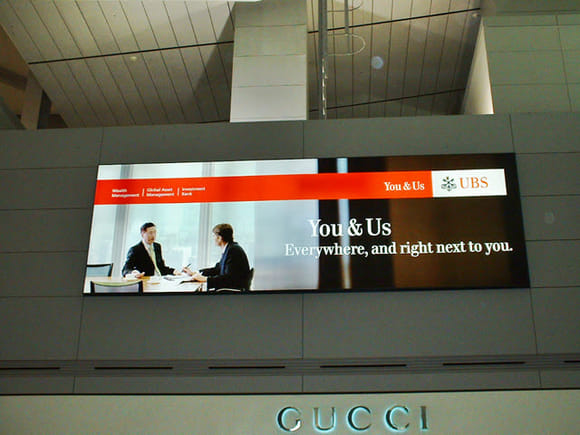 Wealth Management
Global Asset Management
Investment Bank
You & Us
UBS
You & Us
Everywhere, and right next to you.
GUCCI